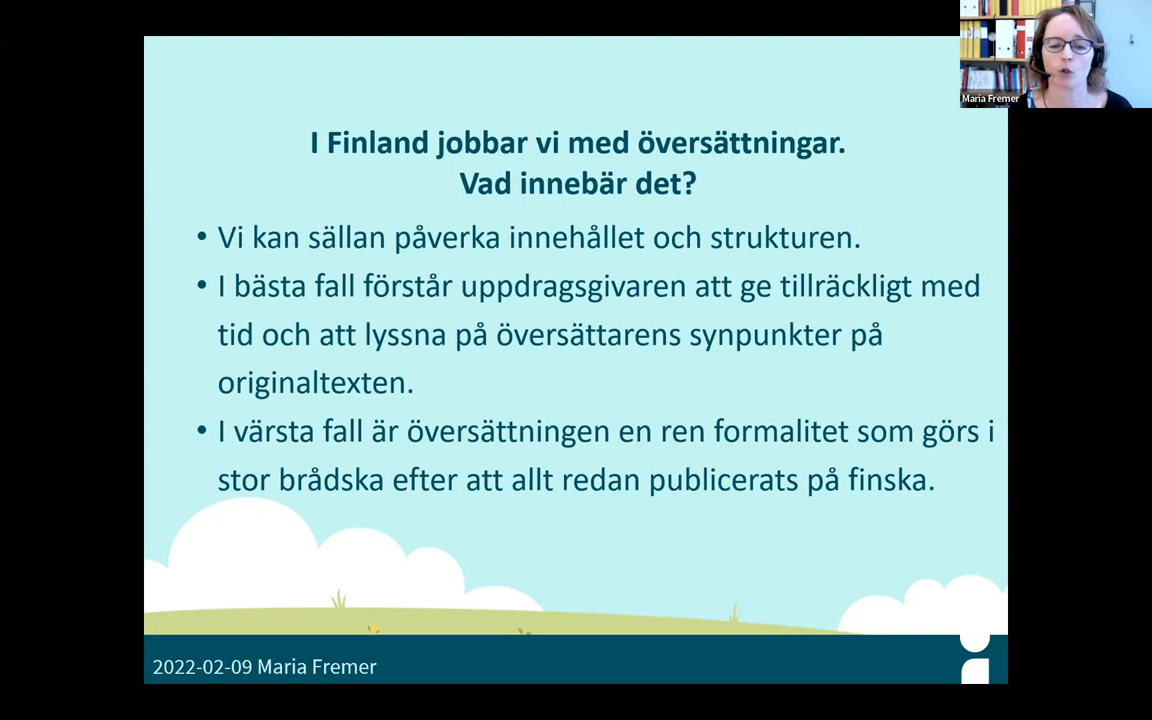 Maria Fremer
I Finland jobbar vi med översättningar.
Vad innebär det?
• Vi kan sällan påverka innehållet och strukturen.
• I bästa fall förstår uppdragsgivaren att ge tillräckligt med
tid och att lyssna på översättarens synpunkter på
originaltexten.
• I värsta fall är översättningen en ren formalitet som görs i
stor brådska efter att allt redan publicerats på finska.
2022-02-09 Maria Fremer